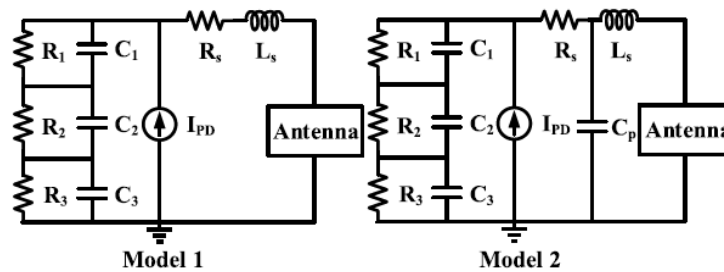 R1 C1 Rs Ls R1 C1 Rs Ls
R2 C2 IPD Antenna R2 C2 IPD Cp Antenna
R3 C3 R3 C3
Model 1 Model 2